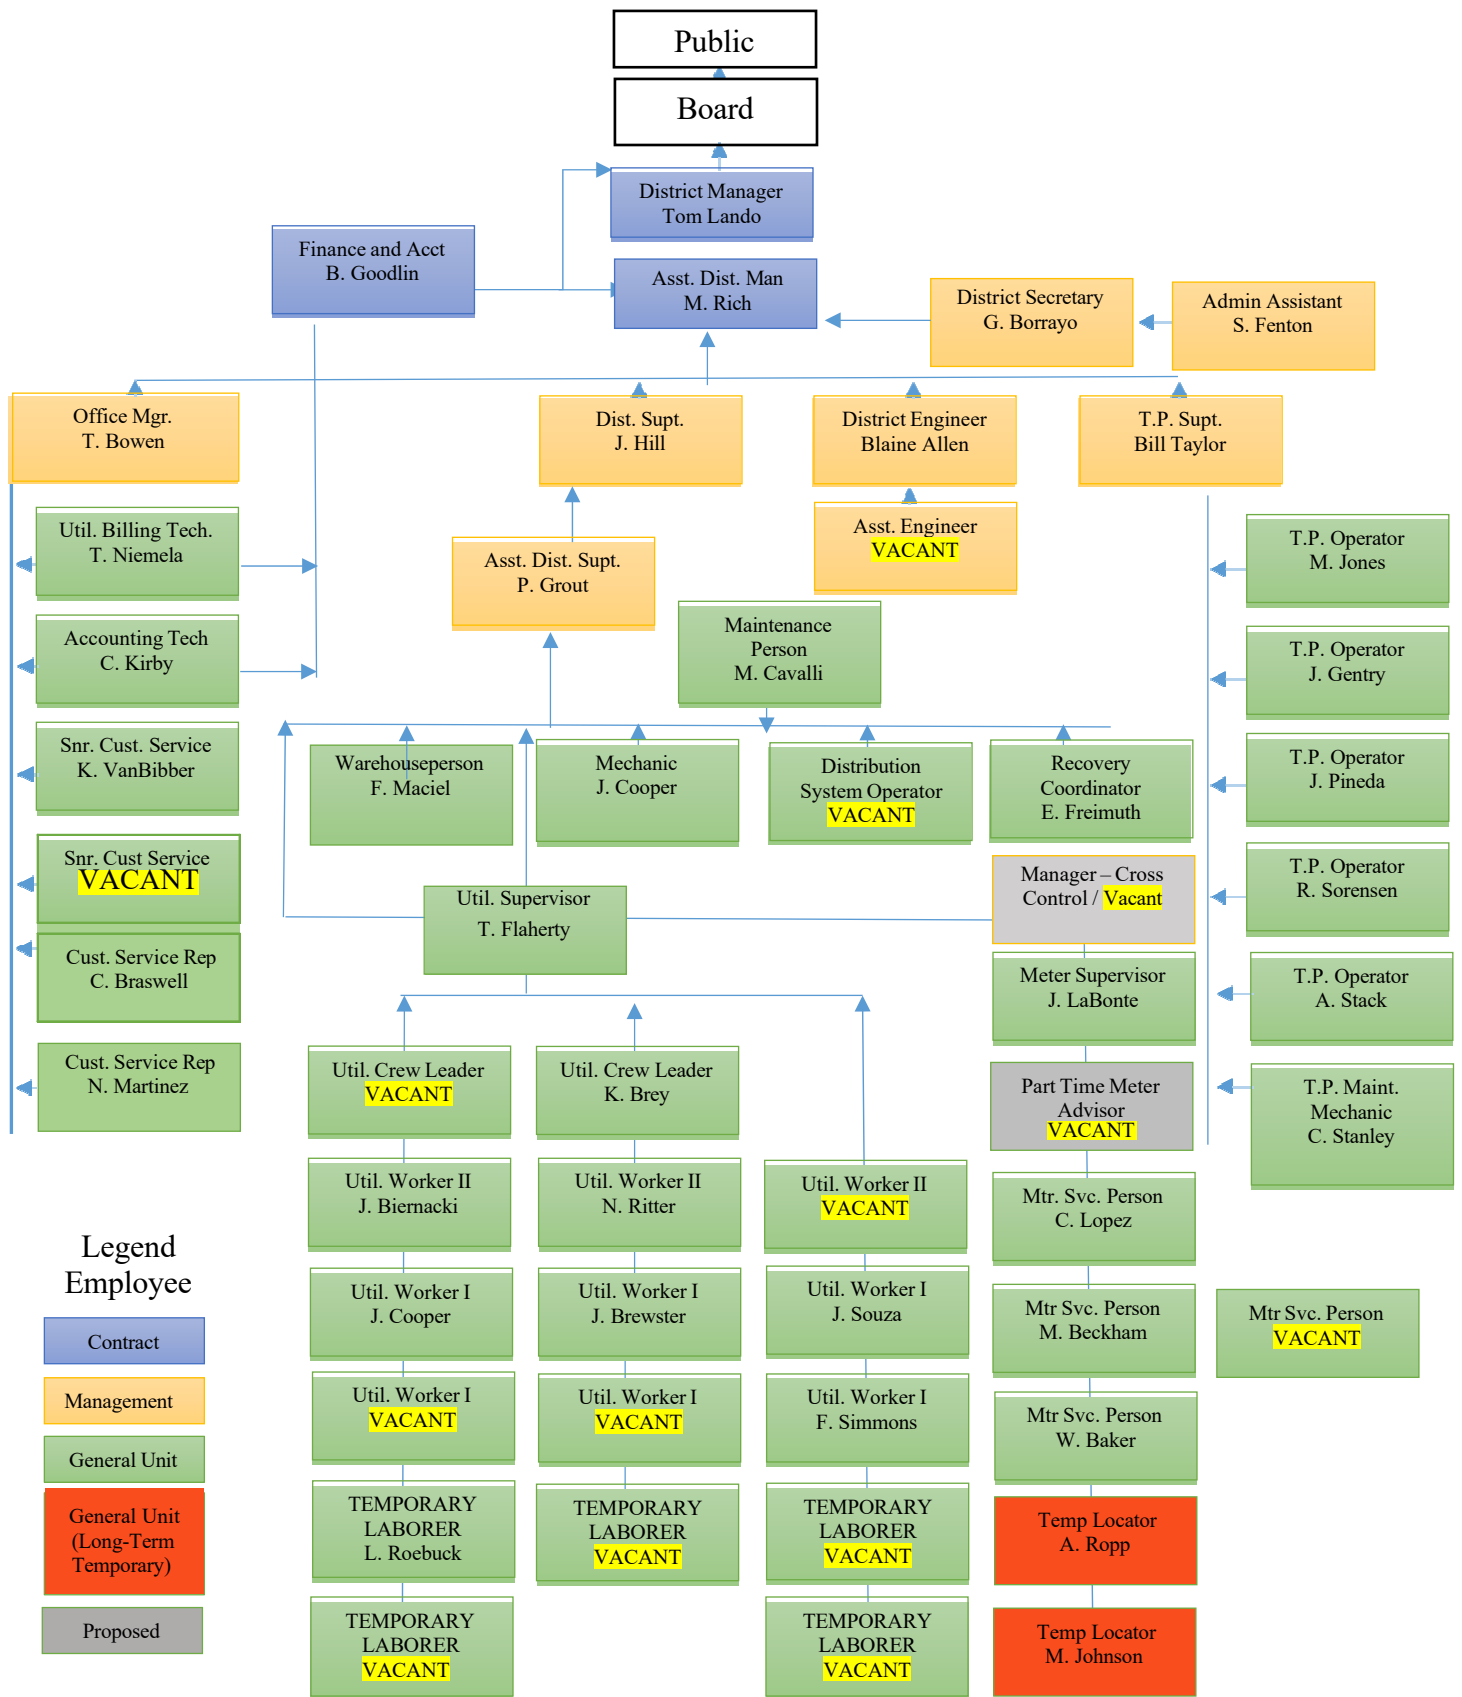 Public
Board
District Manager
Tom Lando
Finance and Acct
B. Goodlin
Asst. Dist. Man
M. Rich
District Secretary
G. Borrayo
Admin Assistant
S. Fenton
Office Mgr.
T. Bowen
Dist. Supt.
J. Hill
District Engineer
Blaine Allen
T.P. Supt.
Bill Taylor
Util. Billing Tech.
T. Niemela
Asst. Dist. Supt.
P. Grout
Asst. Engineer
VACANT
T.P. Operator
M. Jones
Accounting Tech
C. Kirby
Maintenance
Person
M. Cavalli
T.P. Operator
J. Gentry
Snr. Cust. Service
K. VanBibber
Warehouseperson
F. Maciel
Mechanic
J. Cooper
Distribution
System Operator
VACANT
Recovery
Coordinator
E. Freimuth
T.P. Operator
J. Pineda
Snr. Cust Service
VACANT
Util. Supervisor
T. Flaherty
Manager – Cross
Control / Vacant
T.P. Operator
R. Sorensen
Cust. Service Rep
C. Braswell
Meter Supervisor
J. LaBonte
T.P. Operator
A. Stack
Cust. Service Rep
N. Martinez
Util. Crew Leader
VACANT
Util. Crew Leader
K. Brey
Part Time Meter
Advisor
VACANT
T.P. Maint.
Mechanic
C. Stanley
Util. Worker II
J. Biernacki
Util. Worker II
N. Ritter
Util. Worker II
VACANT
Mtr. Svc. Person
C. Lopez
Legend
Employee
Contract
Management
General Unit
General Unit
(Long-Term
Temporary)
Proposed
Util. Worker I
J. Cooper
Util. Worker I
J. Brewster
Util. Worker I
J. Souza
Mtr Svc. Person
M. Beckham
Mtr Svc. Person
VACANT
Util. Worker I
VACANT
Util. Worker I
VACANT
Util. Worker I
F. Simmons
Mtr Svc. Person
W. Baker
TEMPORARY
LABORER
L. Roebuck
TEMPORARY
LABORER
VACANT
TEMPORARY
LABORER
VACANT
Temp Locator
A. Ropp
TEMPORARY
LABORER
VACANT
TEMPORARY
LABORER
VACANT
Temp Locator
M. Johnson